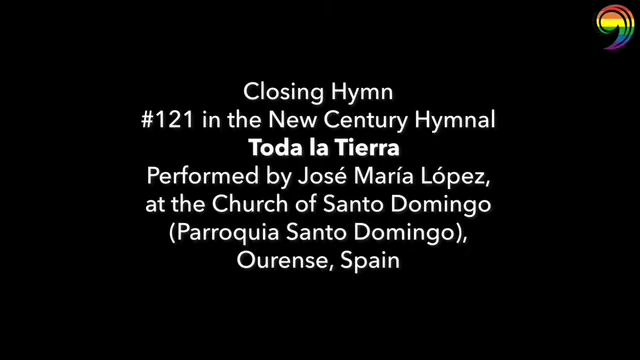 Closing Hymn
#121 in the New Century Hymnal
Toda la Tierra
Performed by José María López,
at the Church of Santo Domingo
(Parroquia Santo Domingo),
Ourense, Spain